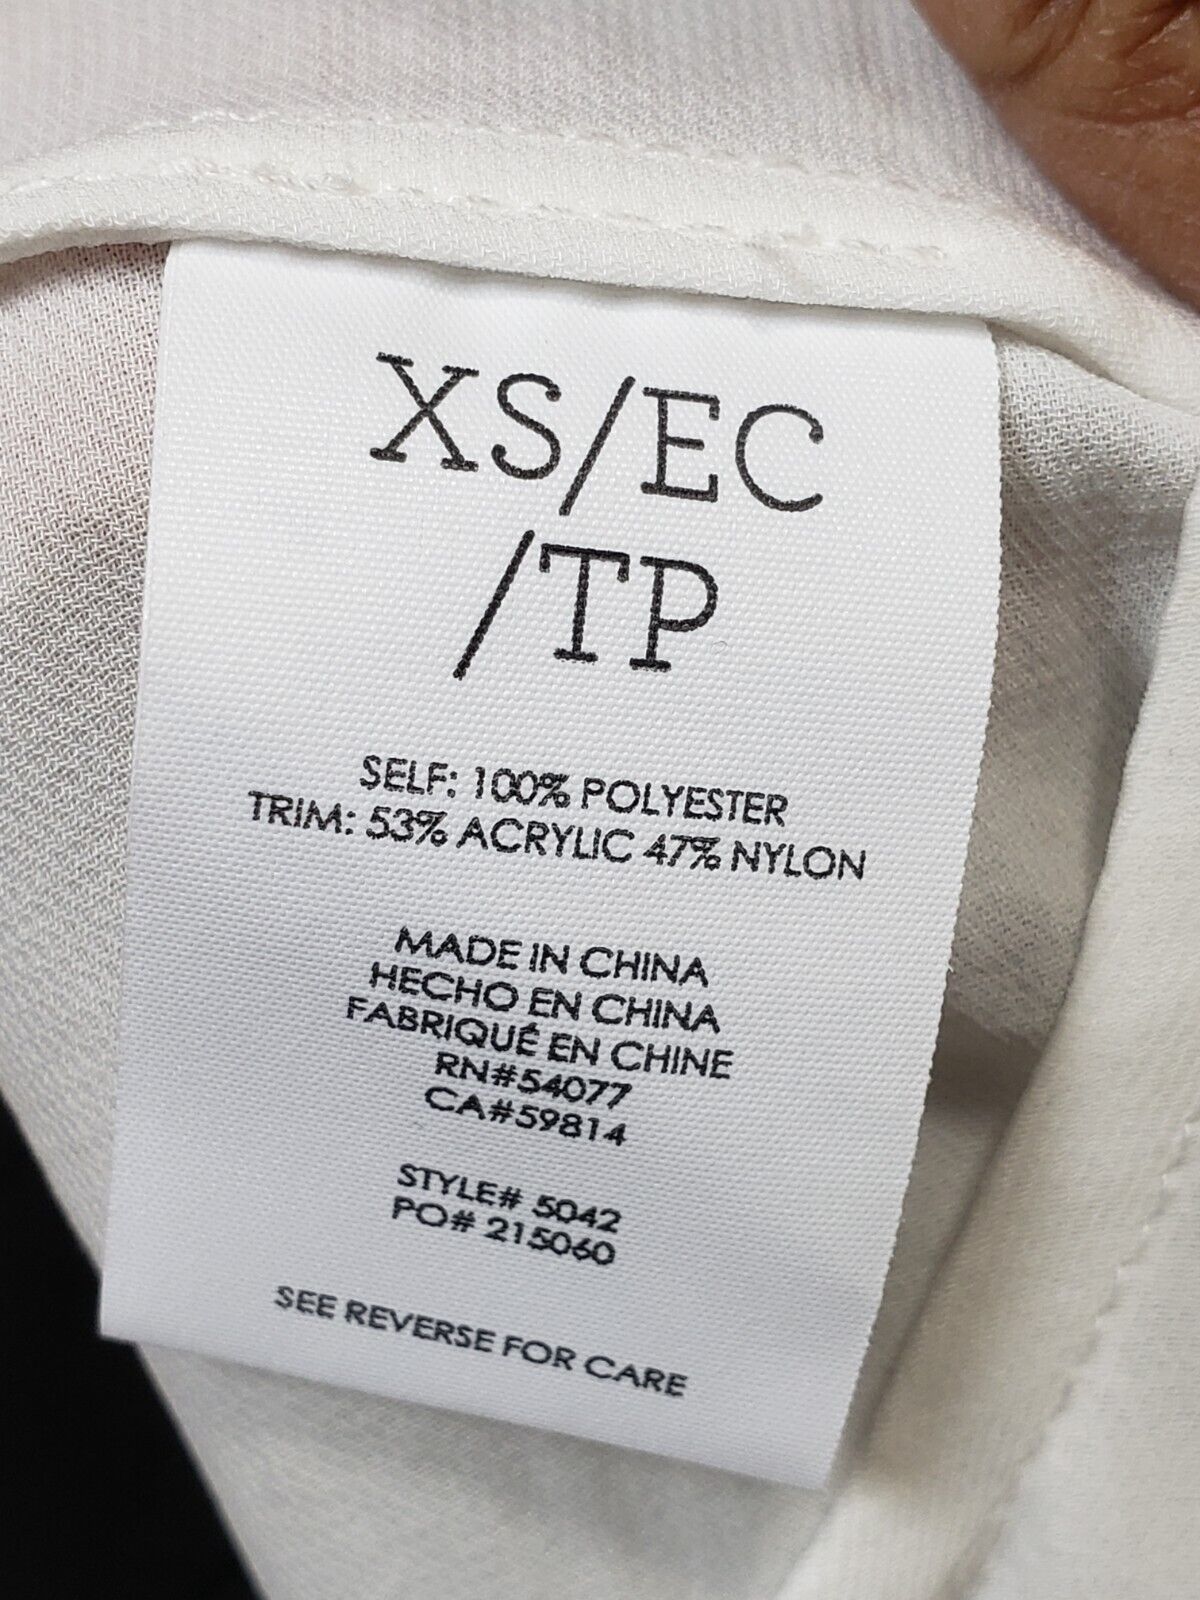 XS/EC
/TP
SELF: 100% POLYESTER
TRIM: 53% ACRYLIC 47% NYLON
MADE IN CHINA
HECHO EN CHINA
FABRIQUÉ EN CHINE
RN#54077
CA#59814
STYLE# 5042
PO# 215060
SEE REVERSE FOR CARE